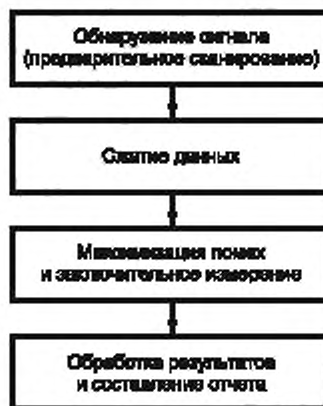 Обнаружение сигнала
(предварительное сканирование)
Сжатие данных
Максимизация помех
и заключительное измерение
Обработка результатов
и составление отчета